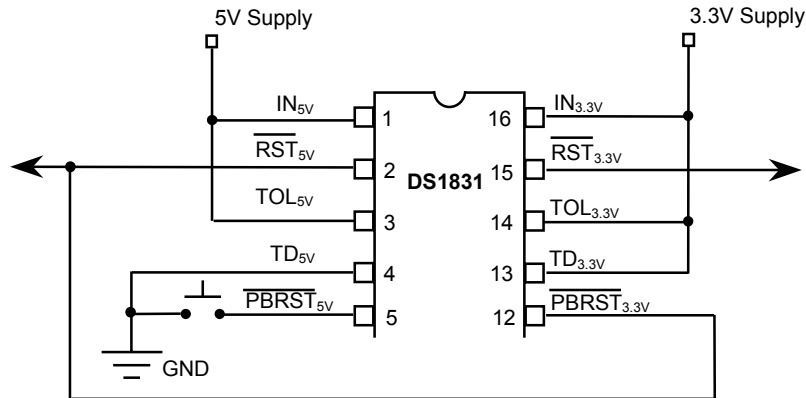 5V Supply
3.3V Supply
IN5V
1
16
IN3.3V
RST5V
2
DS1831
15
RST3.3V
TOL5V
3
14
TOL3.3V
TD5V
4
13
TD3.3V
PBRST5V
5
12
PBRST3.3V
GND